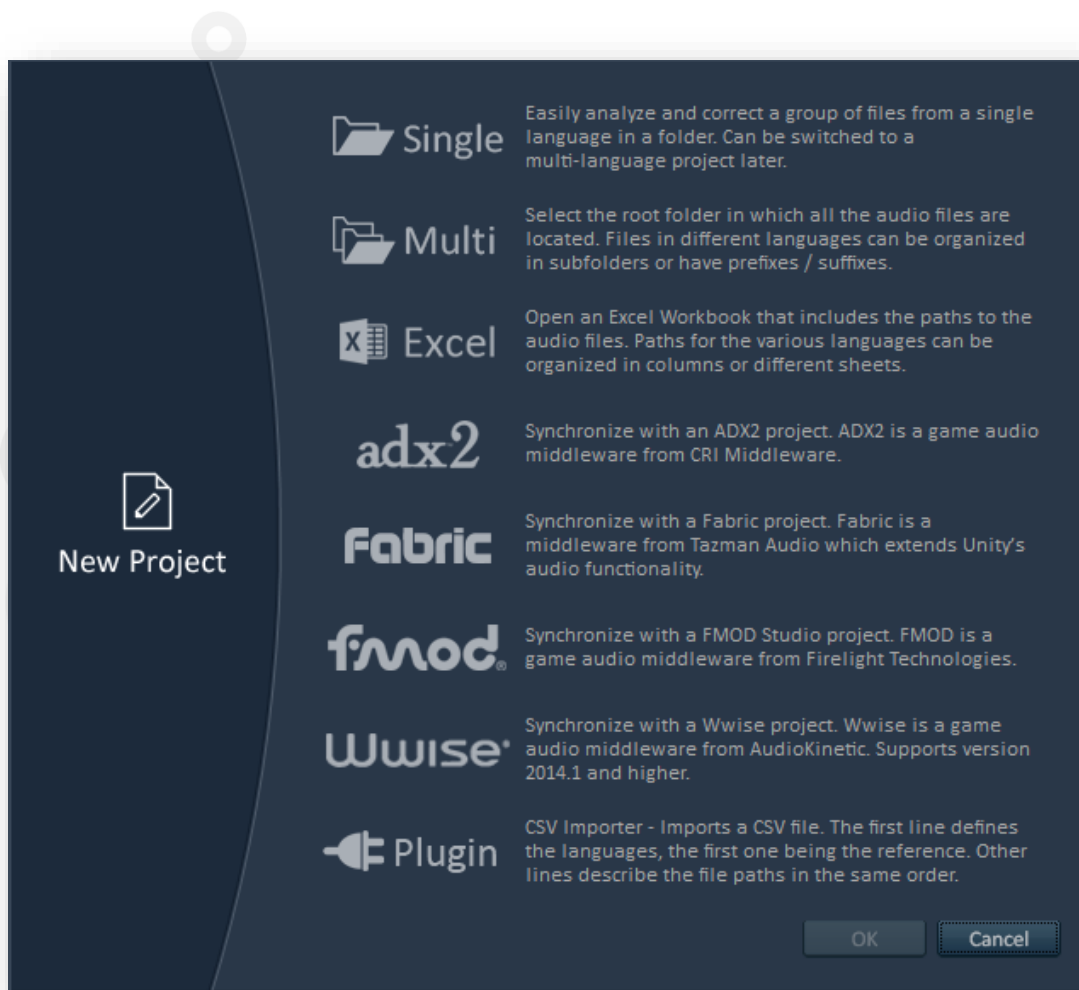 Single
Easily analyze and correct a group of files from a single
language in a folder. Can be switched to a
multi-language project later.
Multi
Select the root folder in which all the audio files are
located. Files in different languages can be organized
in subfolders or have prefixes / suffixes.
Excel
Open an Excel Workbook that includes the paths to the
audio files. Paths for the various languages can be
organized in columns or different sheets.
adx2
Synchronize with an ADX2 project. ADX2 is a game audio
middleware from CRI Middleware.
New Project
Fabric
Synchronize with a Fabric project. Fabric is a
middleware from Tazman Audio which extends Unity’s
audio functionality.
fmod®
Synchronize with a FMOD Studio project. FMOD is a
game audio middleware from Firelight Technologies.
Wwise
Synchronize with a Wwise project. Wwise is a game
audio middleware from AudioKinetic. Supports version
2014.1 and higher.
Plugin
CSV Importer - Imports a CSV file. The first line defines
the languages, the first one being the reference. Other
lines describe the file paths in the same order.
OK
Cancel